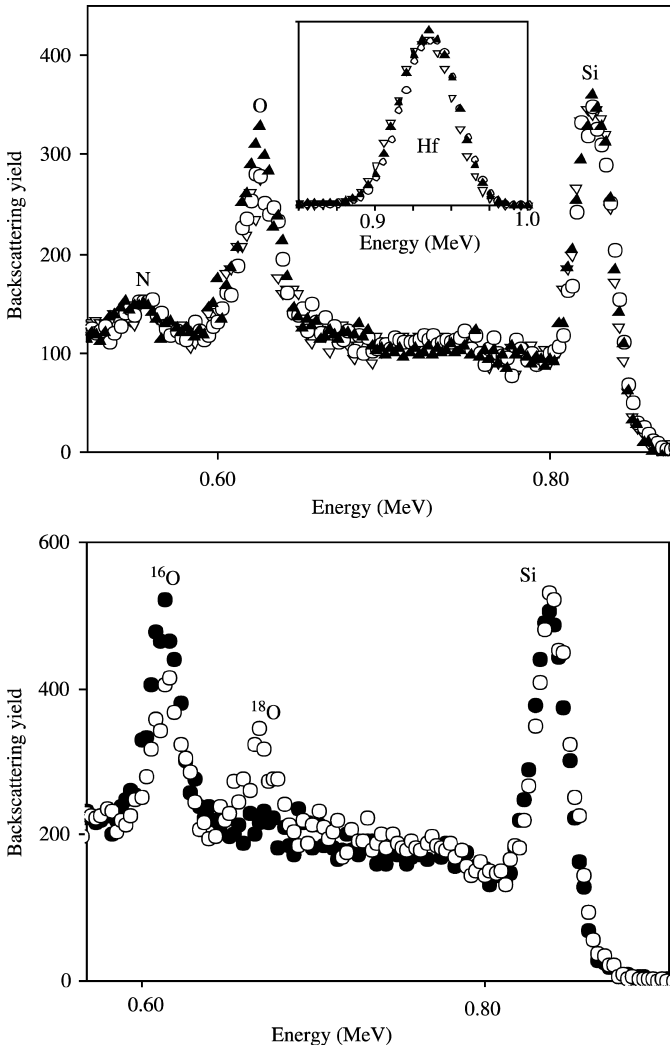 400
300
200
100
0
Backscattering yield
N
O
Si
Hf
0.9
1.0
Energy (MeV)
0.60
0.80
Energy (MeV)
600
400
200
0
Backscattering yield
¹⁶O
¹⁸O
Si
0.60
0.80
Energy (MeV)